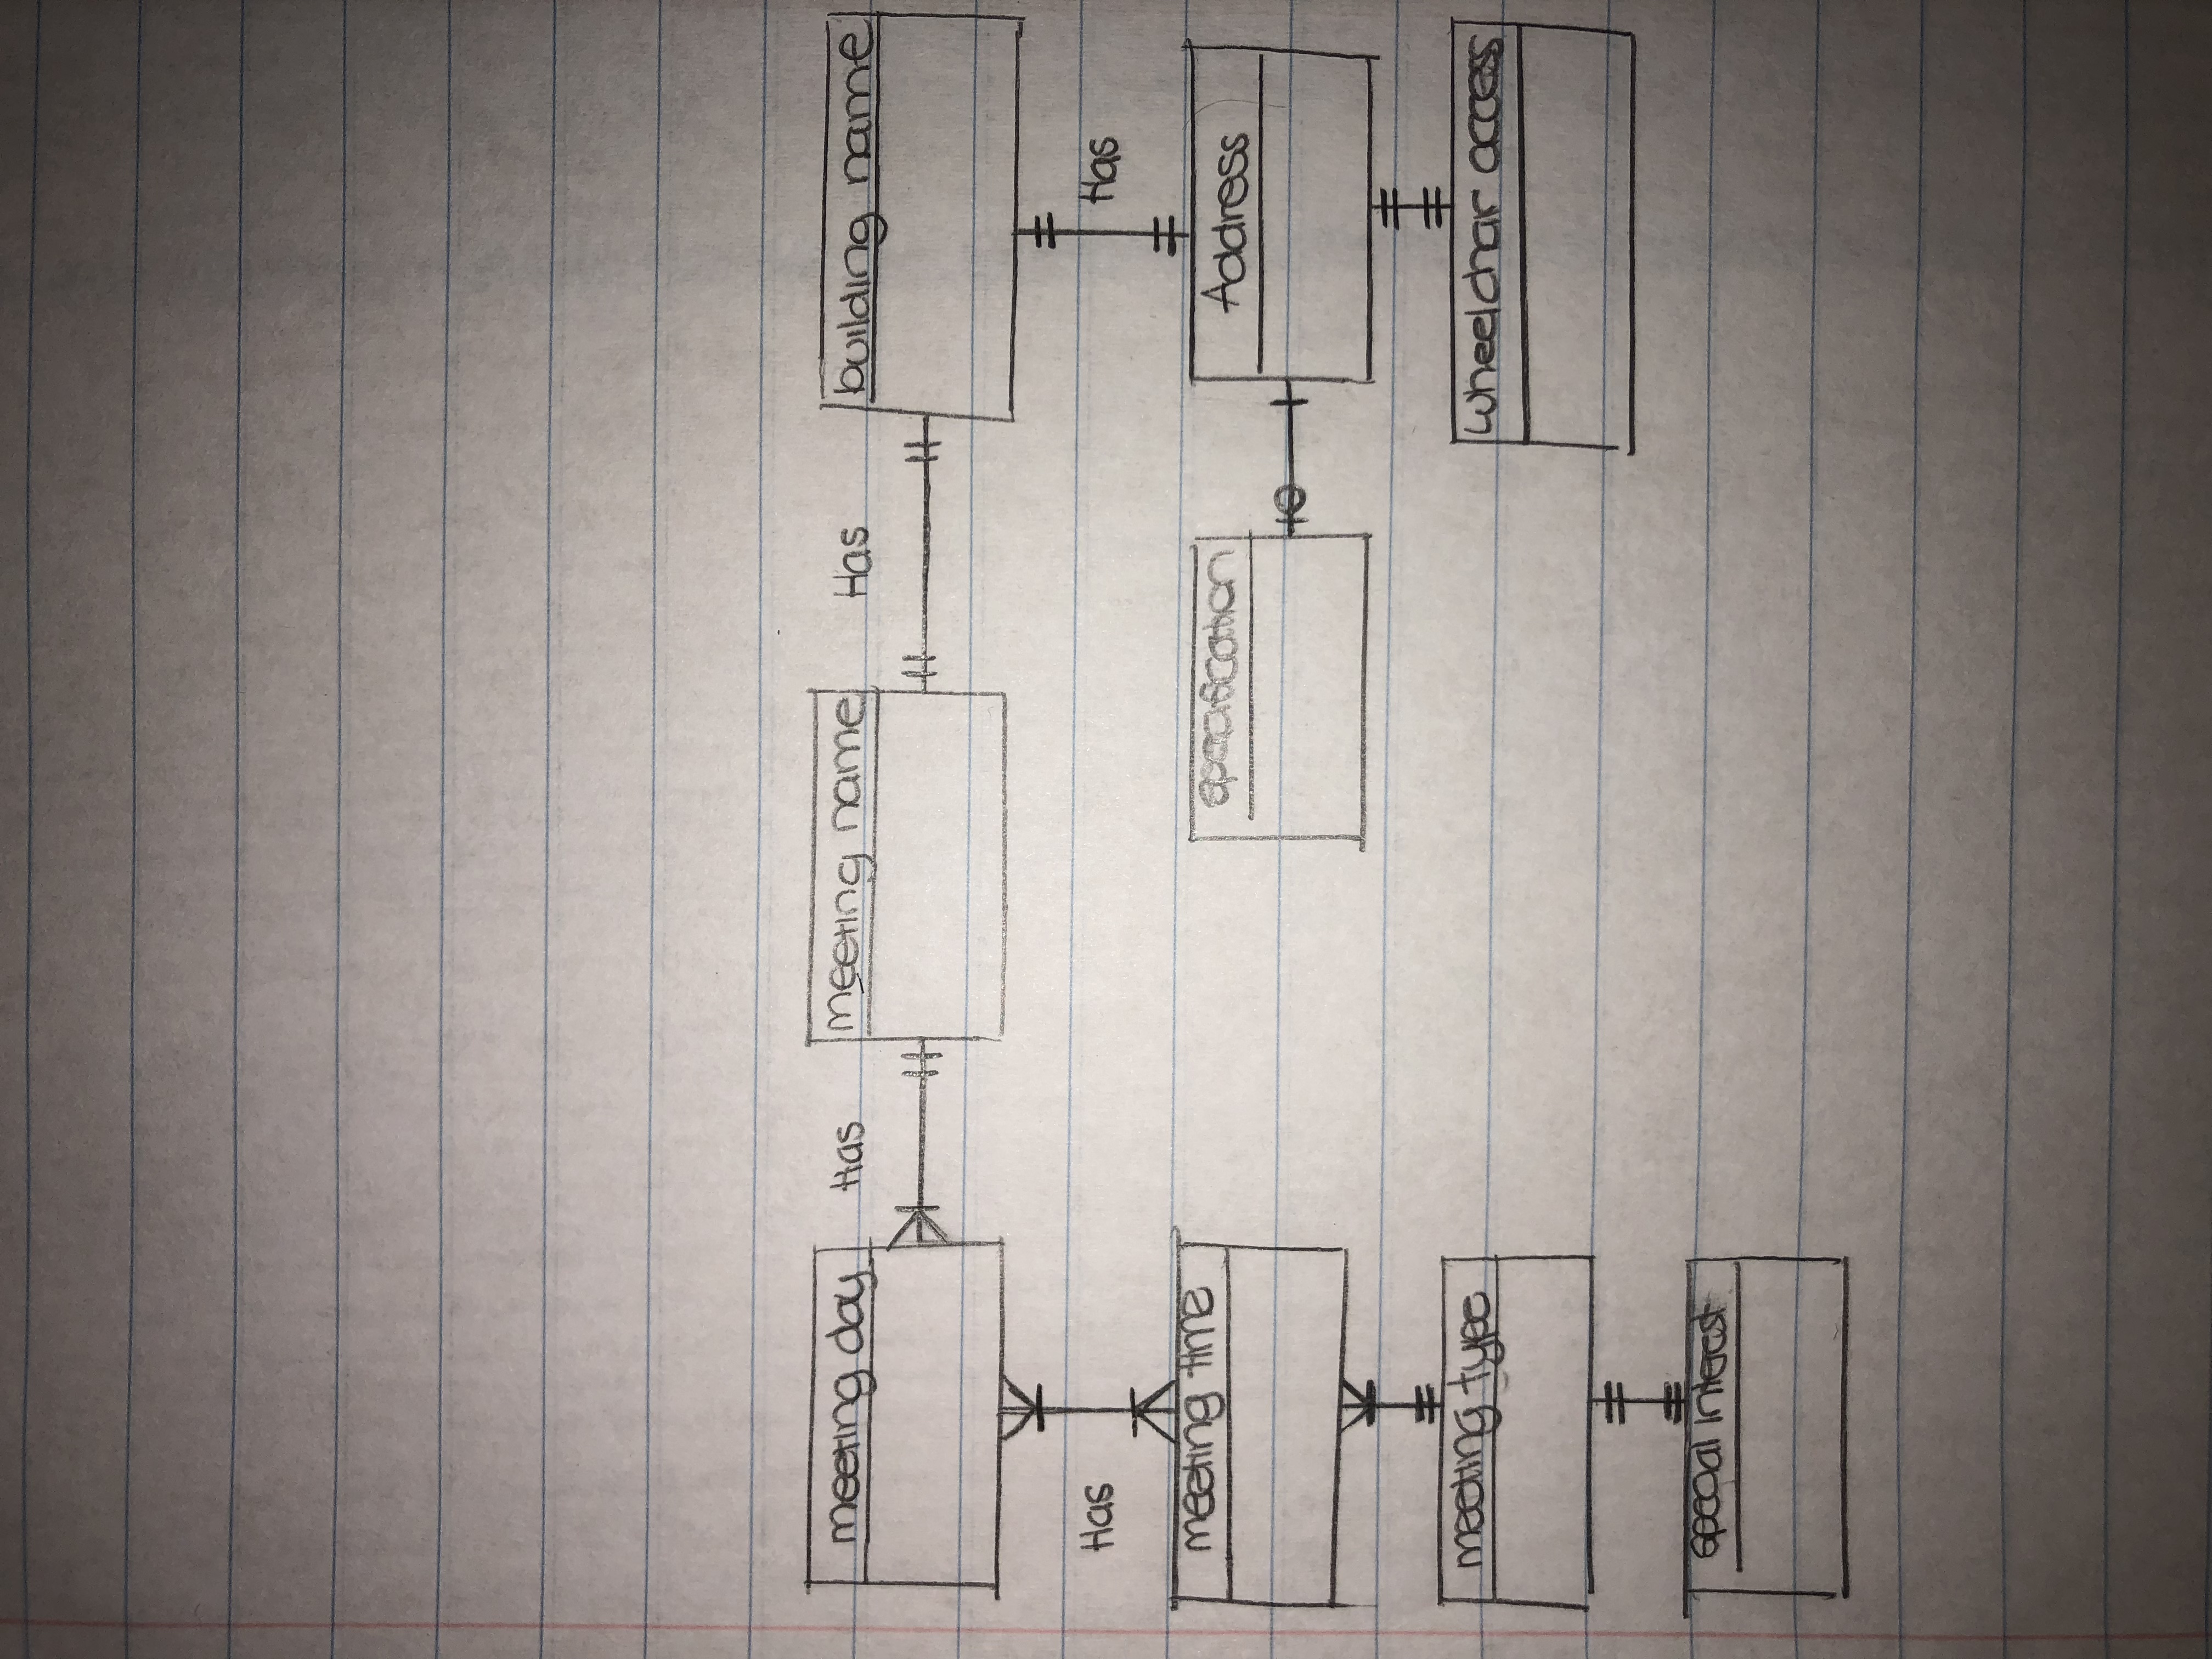 meeting day
Has
meeting name
Has
building name
Has
Has
meeting time
specification
Address
meeting type
wheelchar access
special interest